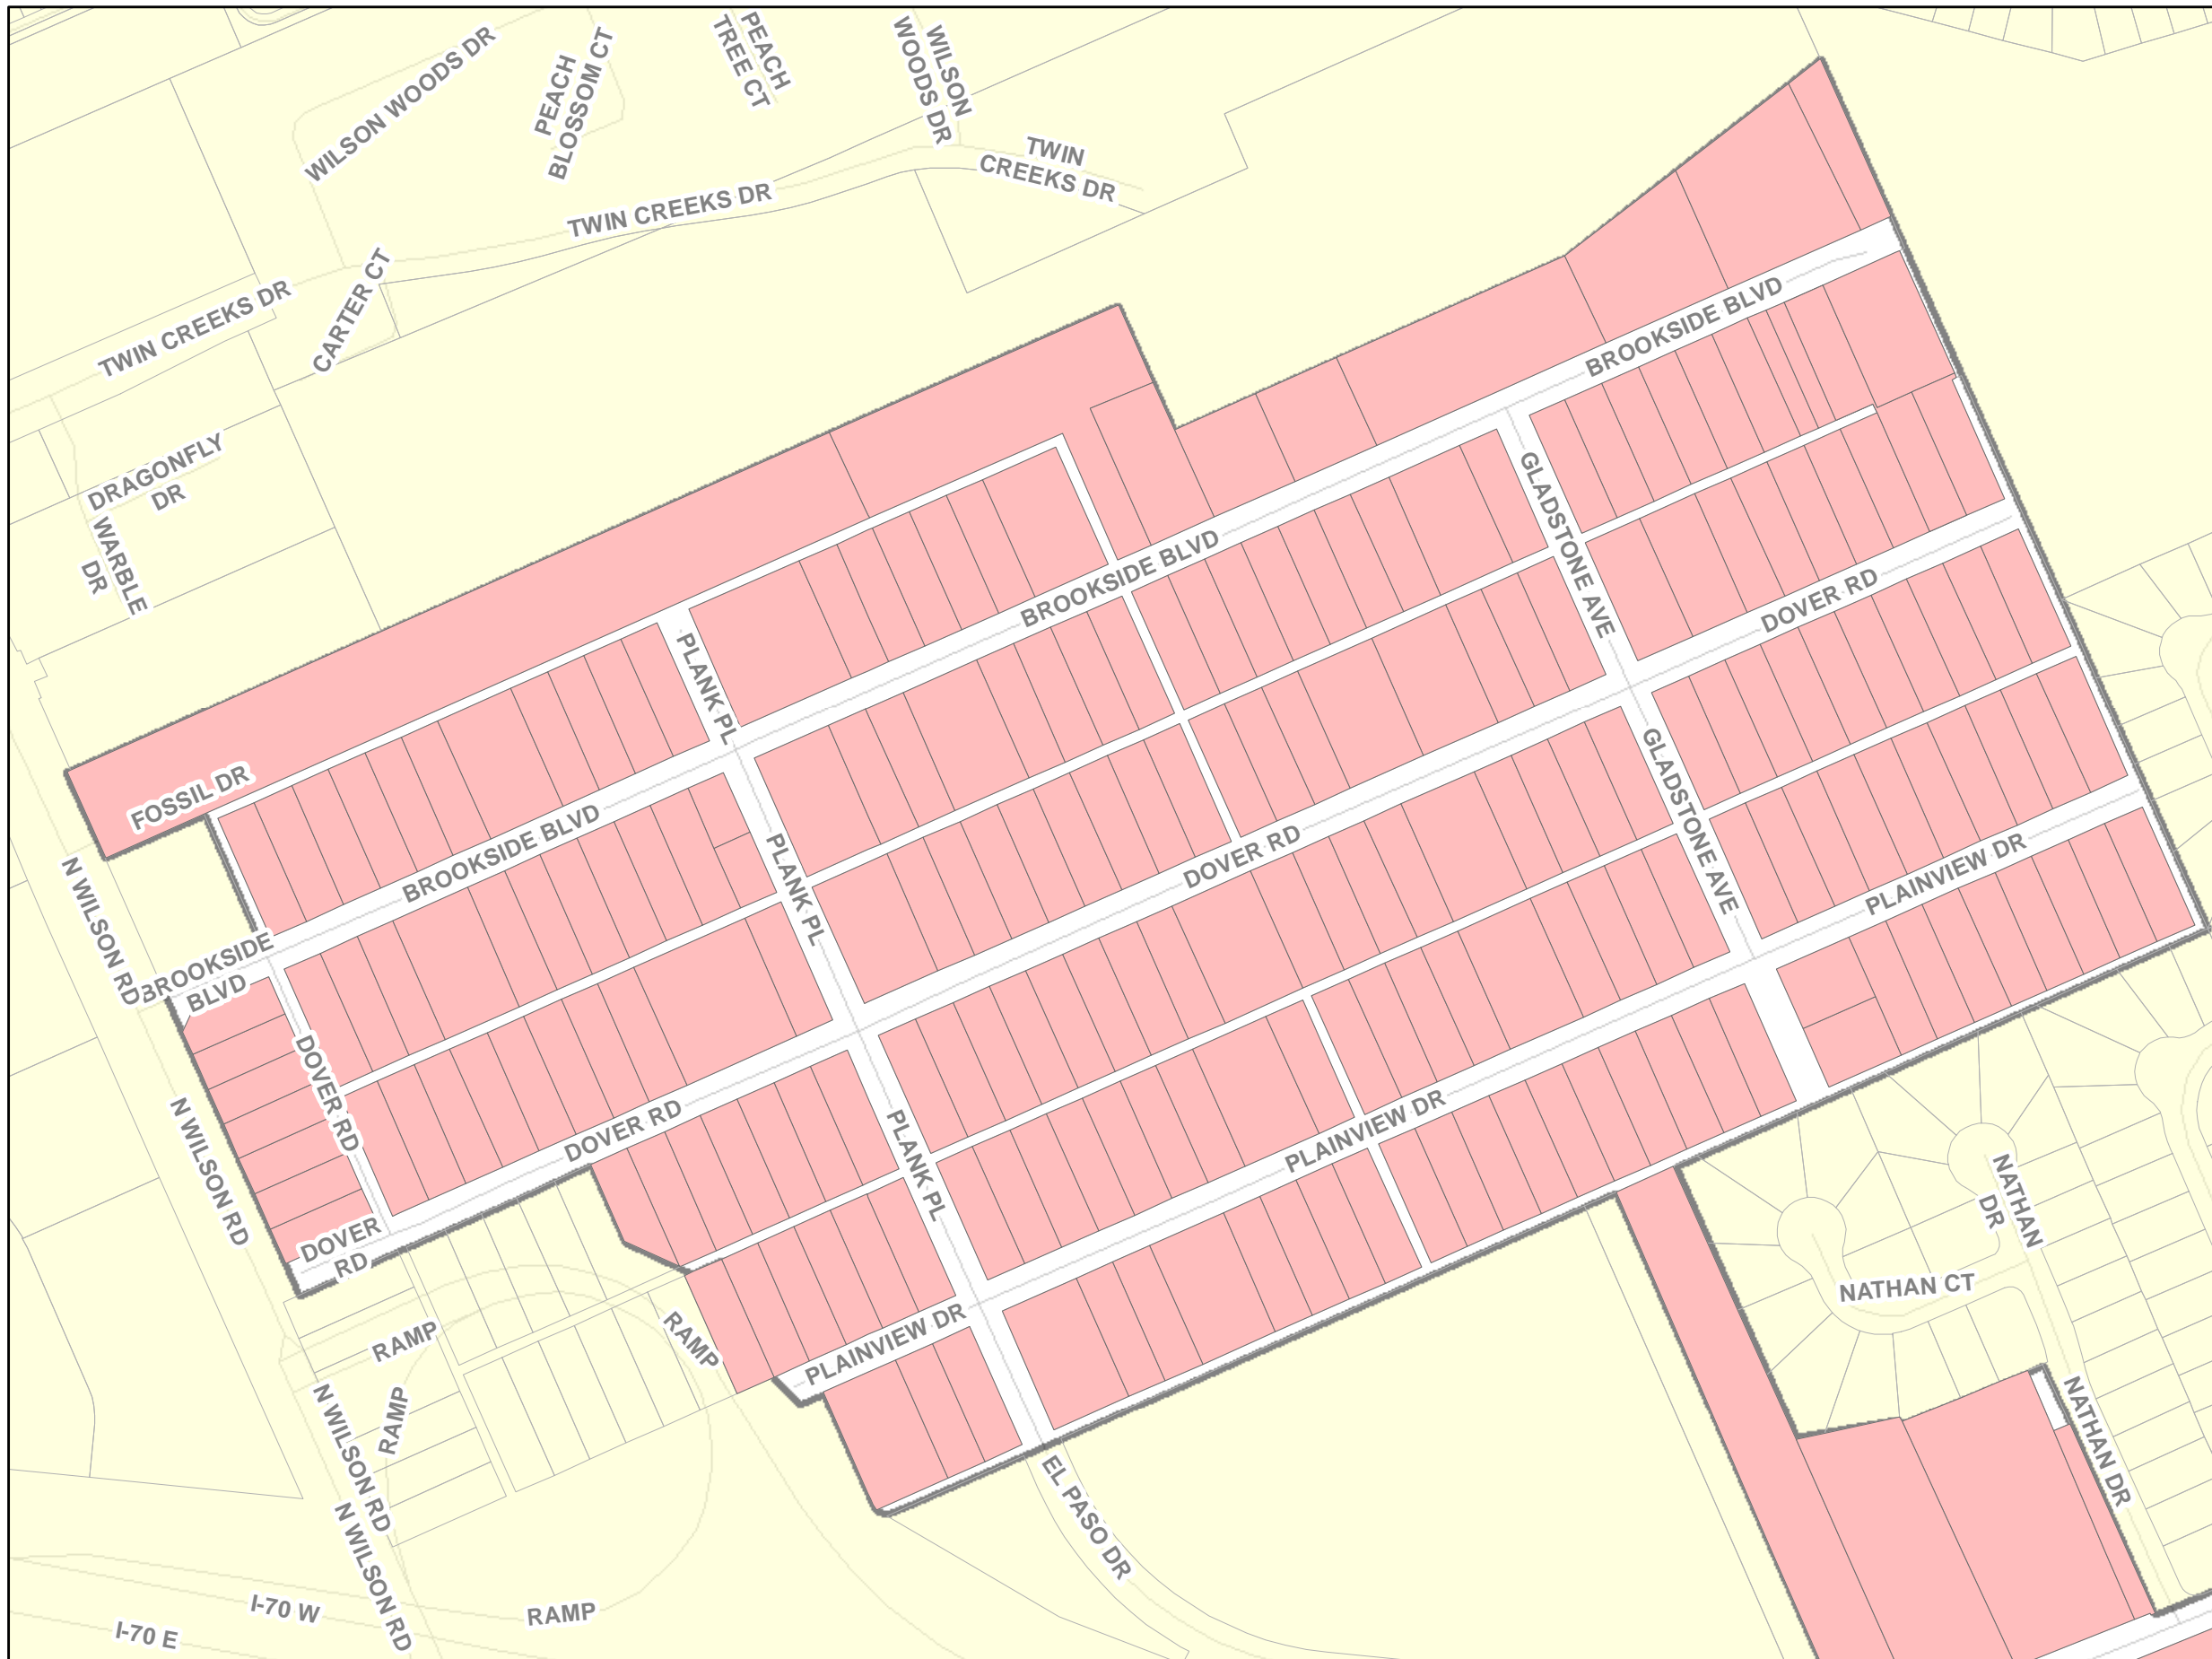 WILSON WOODS DR
PEACH
BLOSSOM CT
PEACH
TREE CT
WILSON
WOODS DR
TWIN
CREEKS DR
TWIN CREEKS DR
CARTER CT
TWIN CREEKS DR
DRAGONFLY
DR
WARBLE
DR
BROOKSIDE BLVD
GLADSTONE AVE
BROOKSIDE BLVD
DOVER RD
PLANK PL
FOSSIL DR
BROOKSIDE BLVD
N WILSON RD
BROOKSIDE
BLVD
PLANK PL
DOVER RD
GLADSTONE AVE
PLAINVIEW DR
DOVER RD
N WILSON RD
DOVER RD
PLANK PL
PLAINVIEW DR
DOVER
RD
NATHAN
DR
NATHAN CT
RAMP
RAMP
PLAINVIEW DR
RAMP
N WILSON RD
NATHAN DR
EL PASO DR
N WILSON RD
I-70 W
RAMP
I-70 E